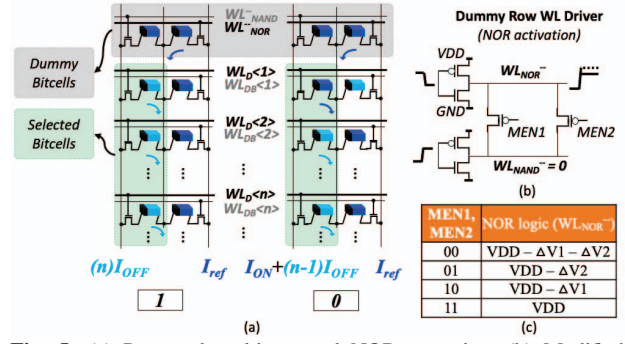 (a)
WL⁻⁻NAND
WL⁻⁻NOR
Dummy
Bitcells
Selected
Bitcells
WLD<1>
WLDB<1>
WLD<2>
WLDB<2>
WLD<n>
WLDB<n>
(n)IOFF
Iref
ION+(n-1)IOFF
Iref
1
0
(a)
Dummy Row WL Driver
(NOR activation)
VDD
WLNOR⁻⁻
GND
MEN1
MEN2
WLNAND⁻⁻ = 0
(b)
MEN1, MEN2 NOR logic (WLNOR⁻⁻)
00 VDD – ΔV1 – ΔV2
01 VDD – ΔV2
10 VDD – ΔV1
11 VDD
(c)